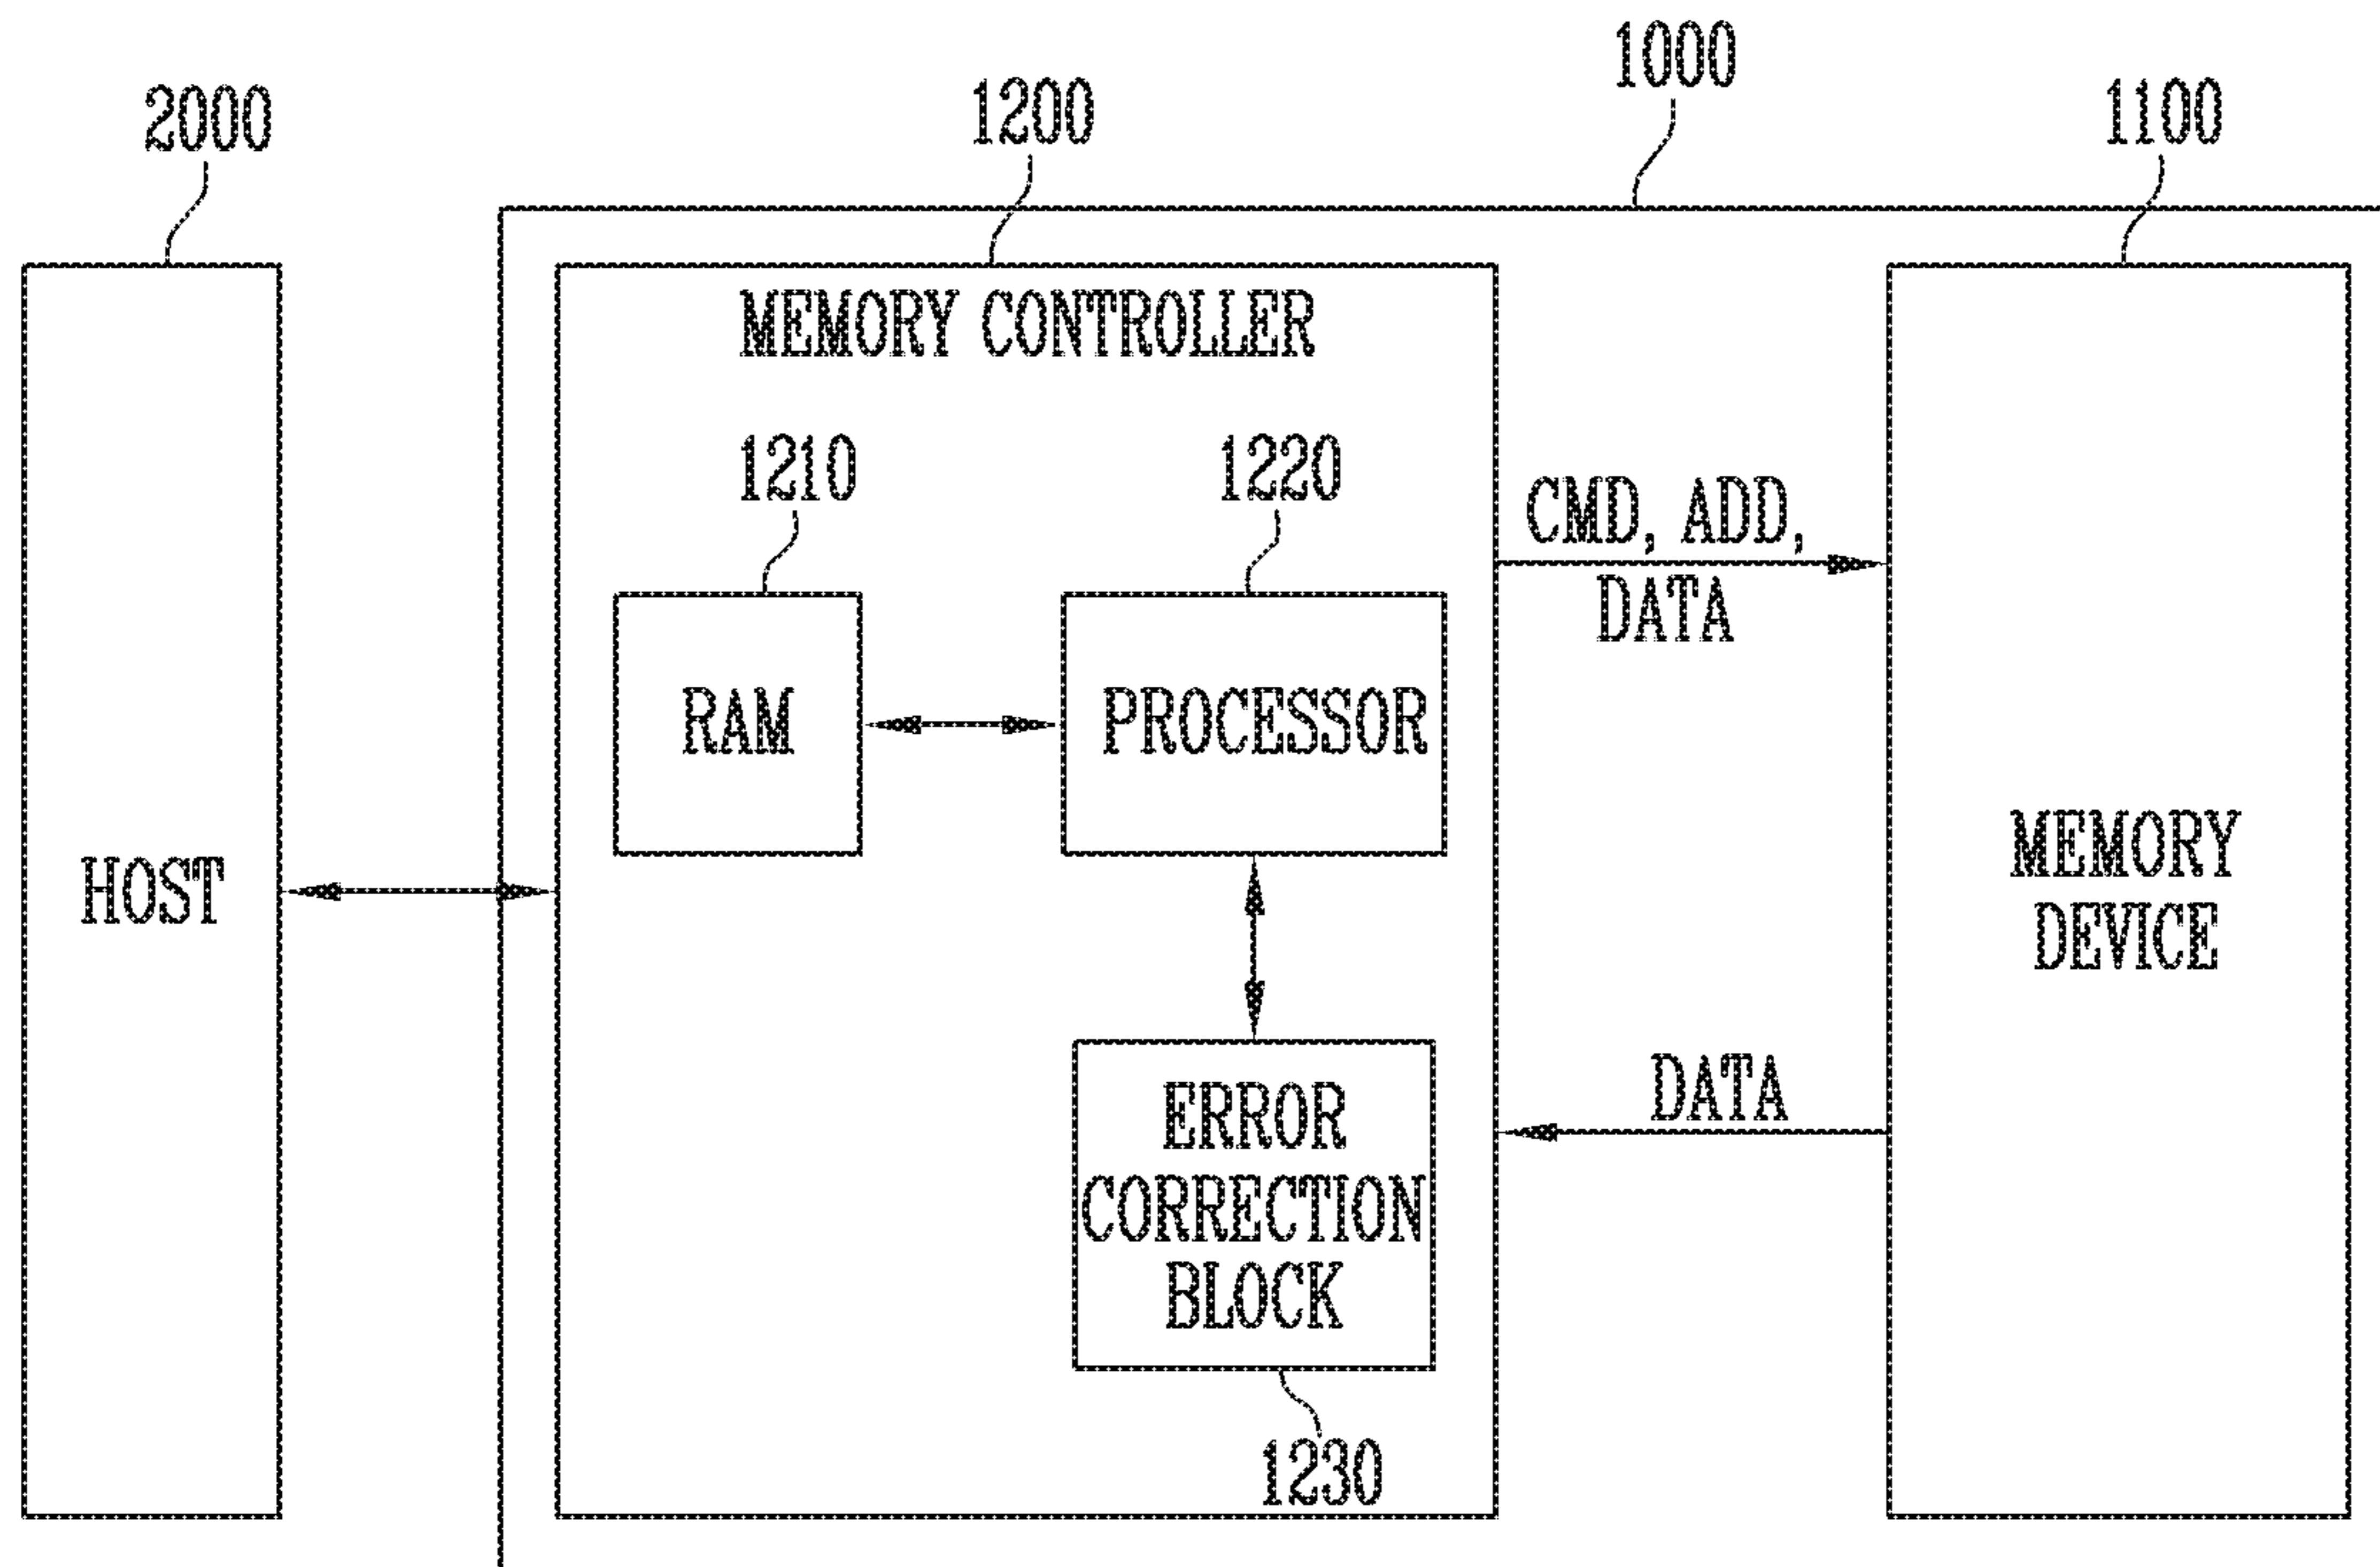 1000
2000
1200
1100
MEMORY CONTROLLER
1210
1220
CMD, ADD,
DATA
RAM
PROCESSOR
HOST
MEMORY
DEVICE
DATA
ERROR
CORRECTION
BLOCK
1230